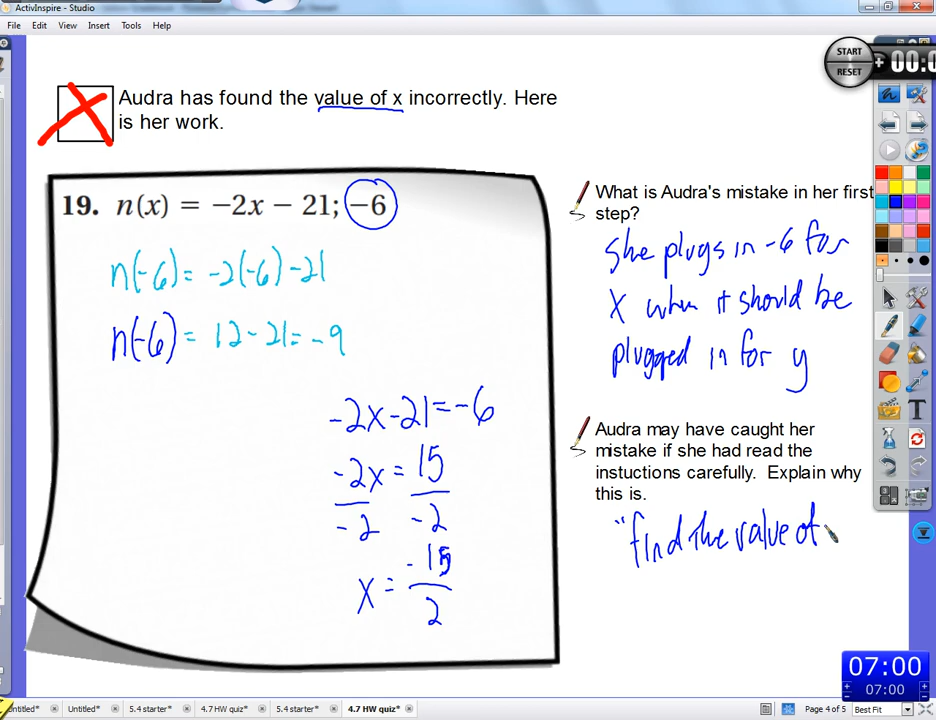 ActivInspire - Studio
File Edit View Insert Tools Help
START
RESET
Audra has found the value of x incorrectly. Here
is her work.
19. n(x) = −2x − 21; −6
n(-6) = -2(-6) -21
n(-6) = 12 - 21 = -9
-2x - 21 = -6
-2x = 15
-2 -2
x = -15
2
What is Audra's mistake in her first
step?
She plugs in -6 for
x when it should be
plugged in for y
Audra may have caught her
mistake if she had read the
instuctions carefully. Explain why
this is.
"find the value of
07:00
07:00
Untitled* 5.4 starter* 4.7 HW quiz* 5.4 starter* 4.7 HW quiz* Page 4 of 5 Best Fit